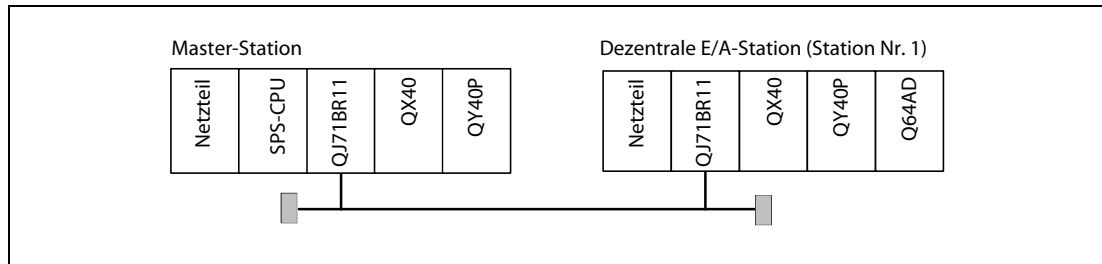 Master-Station
Netzteil
SPS-CPU
QJ71BR11
QX40
QY40P
Dezentrale E/A-Station (Station Nr. 1)
Netzteil
QJ71BR11
QX40
QY40P
Q64AD